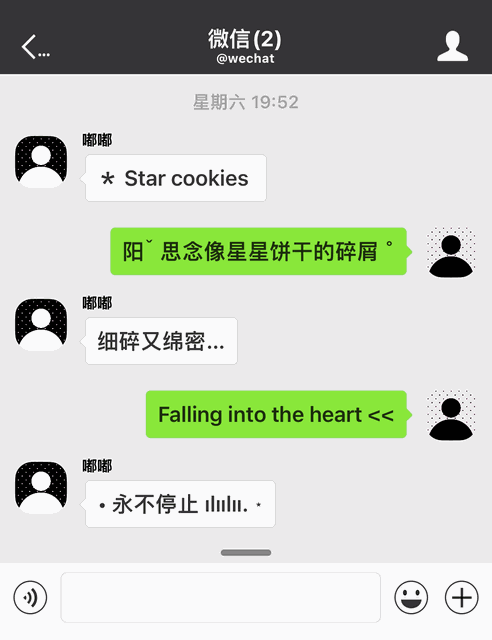 微信(2)
@wechat
星期六 19:52
嘟嘟
* Star cookies
阳ˇ 思念像星星饼干的碎屑 °
嘟嘟
细碎又绵密...
Falling into the heart <<
嘟嘟
• 永不停止 ıılıılıı. ⋆